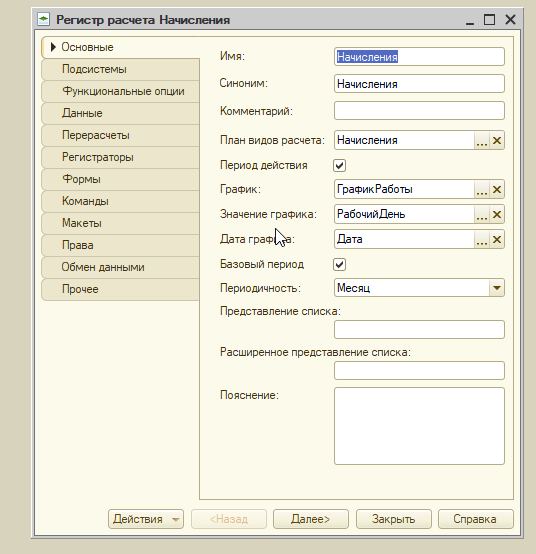 Регистр расчета Начисления
Основные
Подсистемы
Функциональные опции
Данные
Перерасчеты
Регистраторы
Формы
Команды
Макеты
Права
Обмен данными
Прочее
Имя: Начисления
Синоним: Начисления
Комментарий:
План видов расчета: Начисления ...
Период действия
График: ГрафикРаботы ...
Значение графика: РабочийДень ...
Дата графика: Дата ...
Базовый период
Периодичность: Месяц
Представление списка:
Расширенное представление списка:
Пояснение:
Действия <Назад Далее> Закрыть Справка